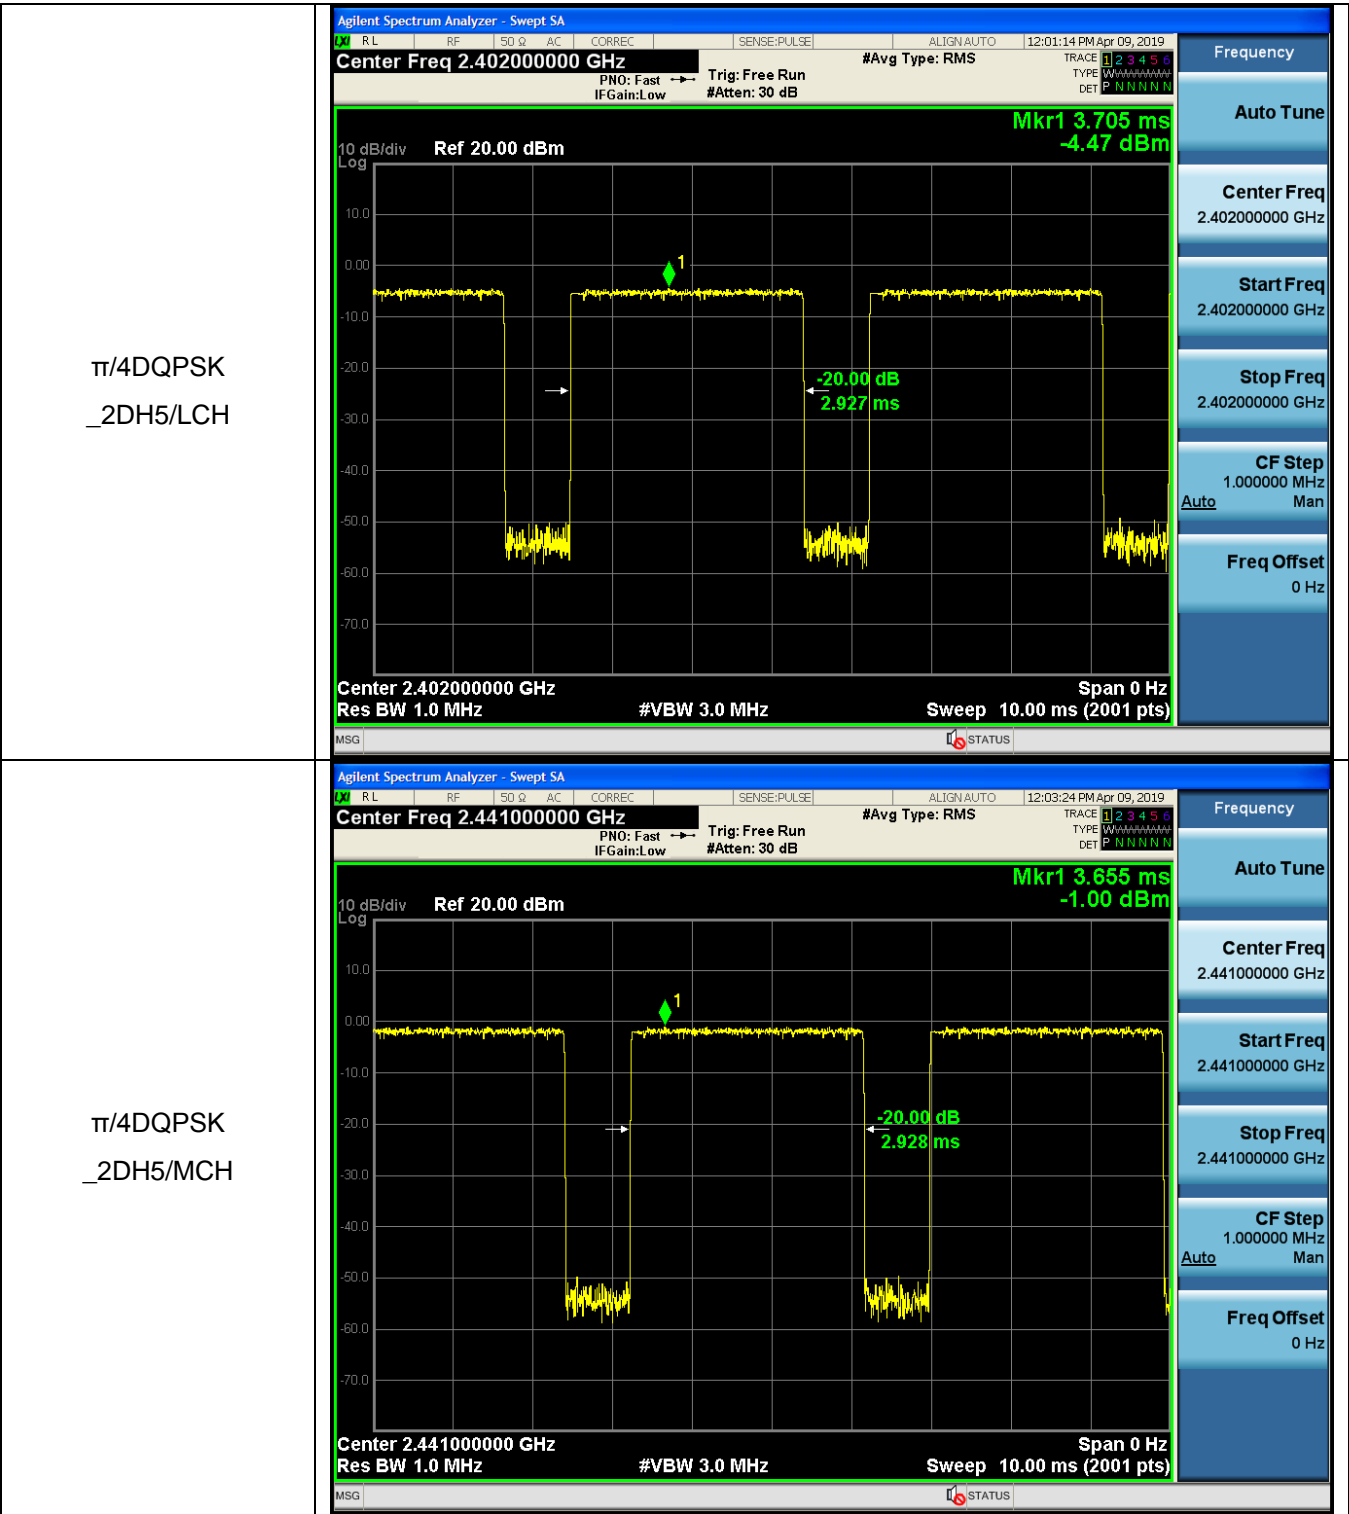 π/4DQPSK
_2DH5/LCH
Agilent Spectrum Analyzer - Swept SA
LXI RL RF 50 Ω AC CORREC SENSE:PULSE ALIGN AUTO 12:01:14 PM Apr 09, 2019
Center Freq 2.402000000 GHz
PNO: Fast
IFGain:Low
Trig: Free Run
#Atten: 30 dB
#Avg Type: RMS
TRACE 1 2 3 4 5 6
TYPE WWWWWW
DET P N N N N N
Mkr1 3.705 ms
-4.47 dBm
10 dB/div Ref 20.00 dBm
Log
10.0
0.00
-10.0
-20.0
-30.0
-40.0
-50.0
-60.0
-70.0
1
-20.00 dB
2.927 ms
Center 2.402000000 GHz Span 0 Hz
Res BW 1.0 MHz #VBW 3.0 MHz Sweep 10.00 ms (2001 pts)
MSG STATUS
Frequency
Auto Tune
Center Freq
2.402000000 GHz
Start Freq
2.402000000 GHz
Stop Freq
2.402000000 GHz
CF Step
1.000000 MHz
Auto Man
Freq Offset
0 Hz
π/4DQPSK
_2DH5/MCH
Agilent Spectrum Analyzer - Swept SA
LXI RL RF 50 Ω AC CORREC SENSE:PULSE ALIGN AUTO 12:03:24 PM Apr 09, 2019
Center Freq 2.441000000 GHz
PNO: Fast
IFGain:Low
Trig: Free Run
#Atten: 30 dB
#Avg Type: RMS
TRACE 1 2 3 4 5 6
TYPE WWWWWW
DET P N N N N N
Mkr1 3.655 ms
-1.00 dBm
10 dB/div Ref 20.00 dBm
Log
10.0
0.00
-10.0
-20.0
-30.0
-40.0
-50.0
-60.0
-70.0
1
-20.00 dB
2.928 ms
Center 2.441000000 GHz Span 0 Hz
Res BW 1.0 MHz #VBW 3.0 MHz Sweep 10.00 ms (2001 pts)
MSG STATUS
Frequency
Auto Tune
Center Freq
2.441000000 GHz
Start Freq
2.441000000 GHz
Stop Freq
2.441000000 GHz
CF Step
1.000000 MHz
Auto Man
Freq Offset
0 Hz